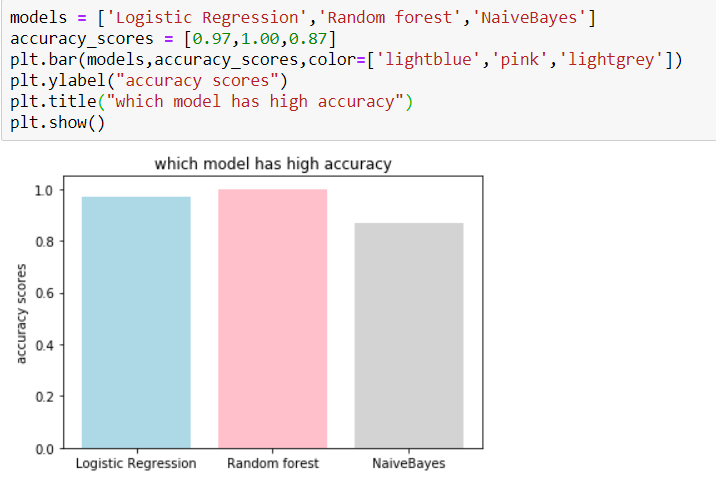 models = ['Logistic Regression','Random forest','NaiveBayes']
accuracy_scores = [0.97,1.00,0.87]
plt.bar(models,accuracy_scores,color=['lightblue','pink','lightgrey'])
plt.ylabel("accuracy scores")
plt.title("which model has high accuracy")
plt.show()
which model has high accuracy
accuracy scores
1.0
0.8
0.6
0.4
0.2
0.0
Logistic Regression Random forest NaiveBayes